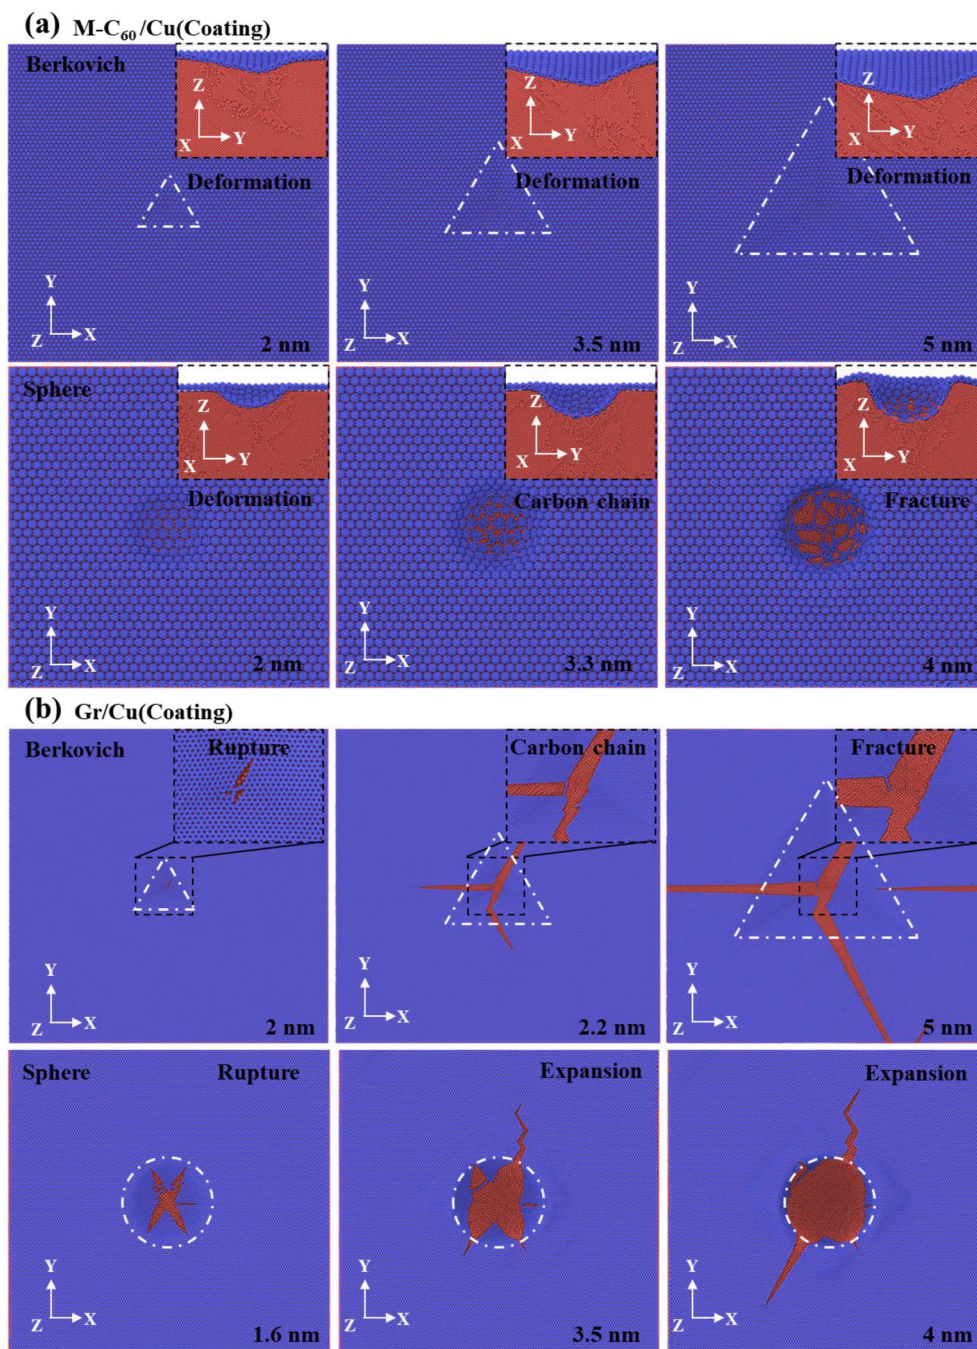 (a) M-C60/Cu(Coating)
Berkovich
Z
X Y
Deformation
Y
Z X
2 nm
Z
X Y
Deformation
Y
Z X
3.5 nm
Z
X Y
Deformation
Y
Z X
5 nm
Sphere
Z
X Y
Deformation
Y
Z X
2 nm
Z
X Y
Carbon chain
Y
Z X
3.3 nm
Z
X Y
Fracture
Y
Z X
4 nm
(b) Gr/Cu(Coating)
Berkovich
Rupture
Y
Z X
2 nm
Carbon chain
Y
Z X
2.2 nm
Fracture
Y
Z X
5 nm
Sphere
Rupture
Y
Z X
1.6 nm
Expansion
Y
Z X
3.5 nm
Expansion
Y
Z X
4 nm